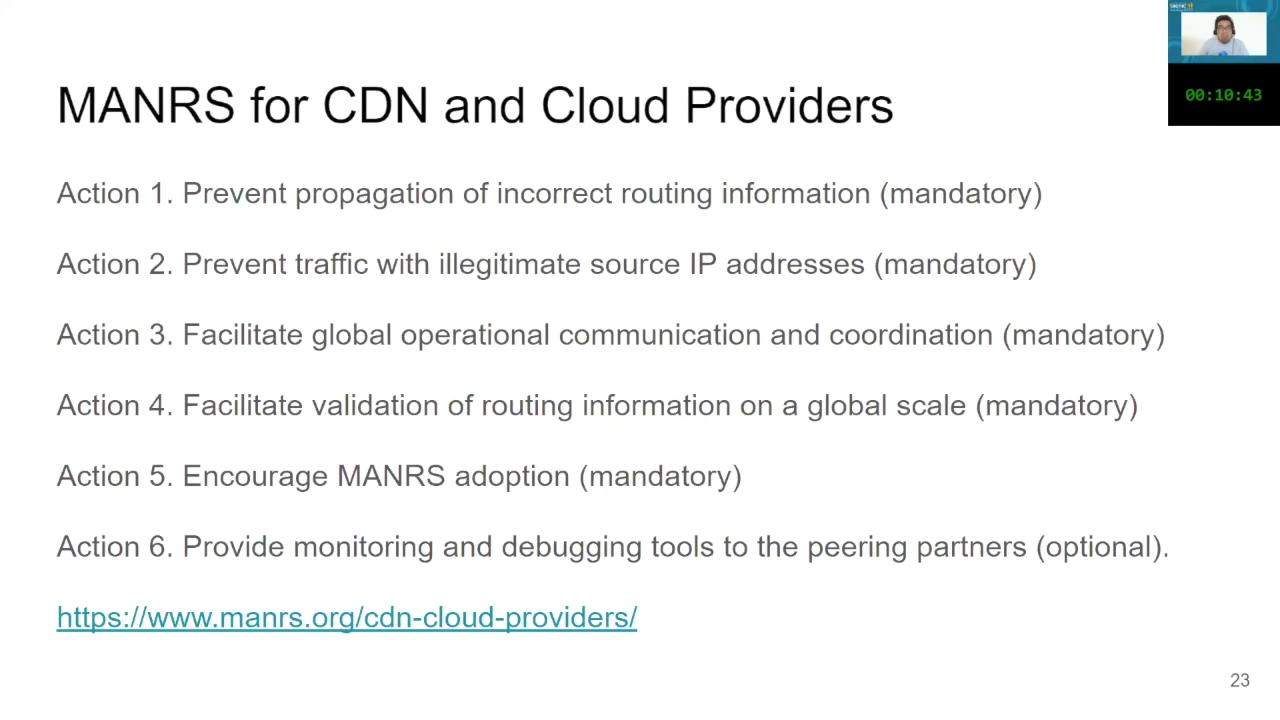 MANRS for CDN and Cloud Providers
00:10:43
Action 1. Prevent propagation of incorrect routing information (mandatory)
Action 2. Prevent traffic with illegitimate source IP addresses (mandatory)
Action 3. Facilitate global operational communication and coordination (mandatory)
Action 4. Facilitate validation of routing information on a global scale (mandatory)
Action 5. Encourage MANRS adoption (mandatory)
Action 6. Provide monitoring and debugging tools to the peering partners (optional).
https://www.manrs.org/cdn-cloud-providers/
23